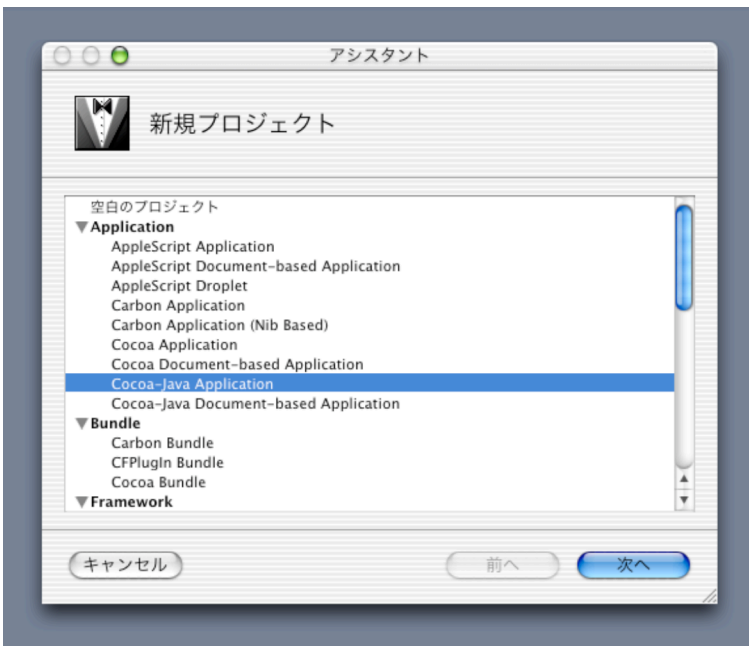 アシスタント
新規プロジェクト
空白のプロジェクト
Application
AppleScript Application
AppleScript Document-based Application
AppleScript Droplet
Carbon Application
Carbon Application (Nib Based)
Cocoa Application
Cocoa Document-based Application
Cocoa-Java Application
Cocoa-Java Document-based Application
Bundle
Carbon Bundle
CFPlugIn Bundle
Cocoa Bundle
Framework
キャンセル 前へ 次へ